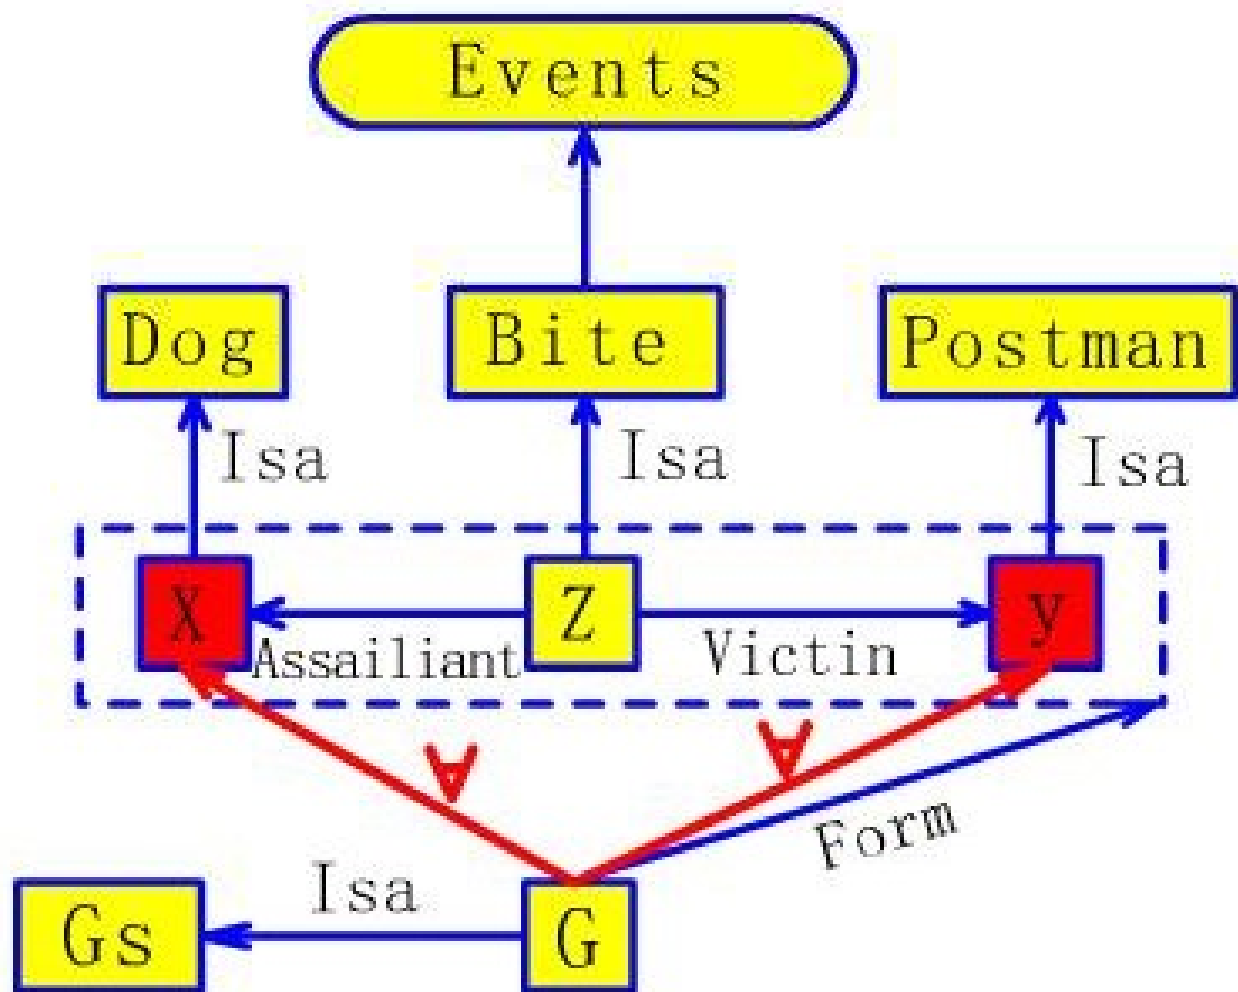 Events
Dog
Bite
Postman
Isa
Isa
Isa
X
Z
y
Assailiant
Victin
∀
∀
Form
Isa
Gs
G